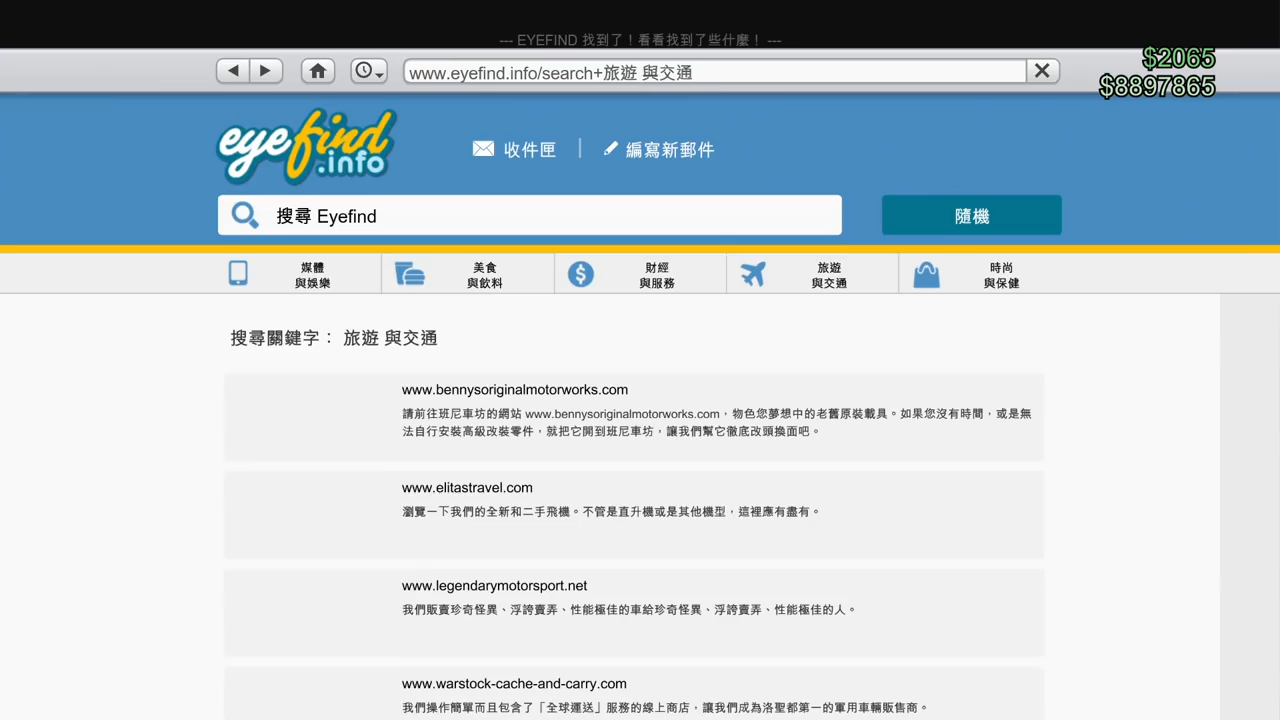 --- EYEFIND 找到了！看看找到了些什麼！ ---
www.eyefind.info/search+旅遊 與交通
$2065
$8897865
eyefind.info
收件匣
編寫新郵件
搜尋 Eyefind
隨機
媒體
與娛樂
美食
與飲料
財經
與服務
旅遊
與交通
時尚
與保健
搜尋關鍵字： 旅遊 與交通
www.bennysoriginalmotorworks.com
請前往班尼車坊的網站 www.bennysoriginalmotorworks.com，物色您夢想中的老舊原裝載具。如果您沒有時間，或是無
法自行安裝高級改裝零件，就把它開到班尼車坊，讓我們幫它徹底改頭換面吧。
www.elitastravel.com
瀏覽一下我們的全新和二手飛機。不管是直升機或是其他機型，這裡應有盡有。
www.legendarymotorsport.net
我們販賣珍奇怪異、浮誇賣弄、性能極佳的車給珍奇怪異、浮誇賣弄、性能極佳的人。
www.warstock-cache-and-carry.com
我們操作簡單而且包含了「全球運送」服務的線上商店，讓我們成為洛聖都第一的軍用車輛販售商。